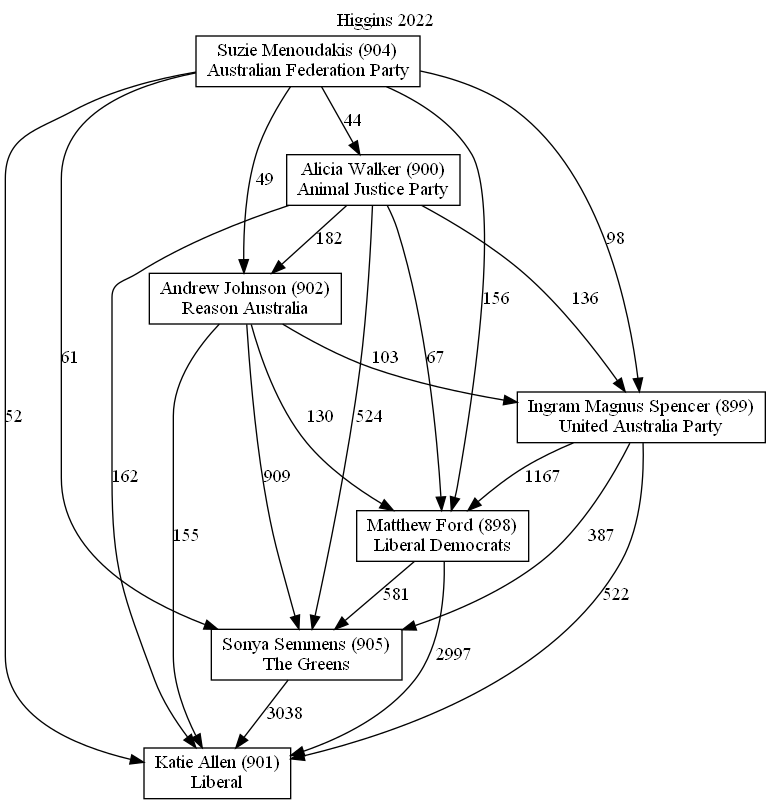 Higgins 2022
Suzie Menoudakis (904)
Australian Federation Party
44
Alicia Walker (900)
Animal Justice Party
49
182
98
Andrew Johnson (902)
Reason Australia
156
136
61
103
67
Ingram Magnus Spencer (899)
United Australia Party
52
130
524
162
909
1167
Matthew Ford (898)
Liberal Democrats
155
387
581
522
Sonya Semmens (905)
The Greens
2997
3038
Katie Allen (901)
Liberal